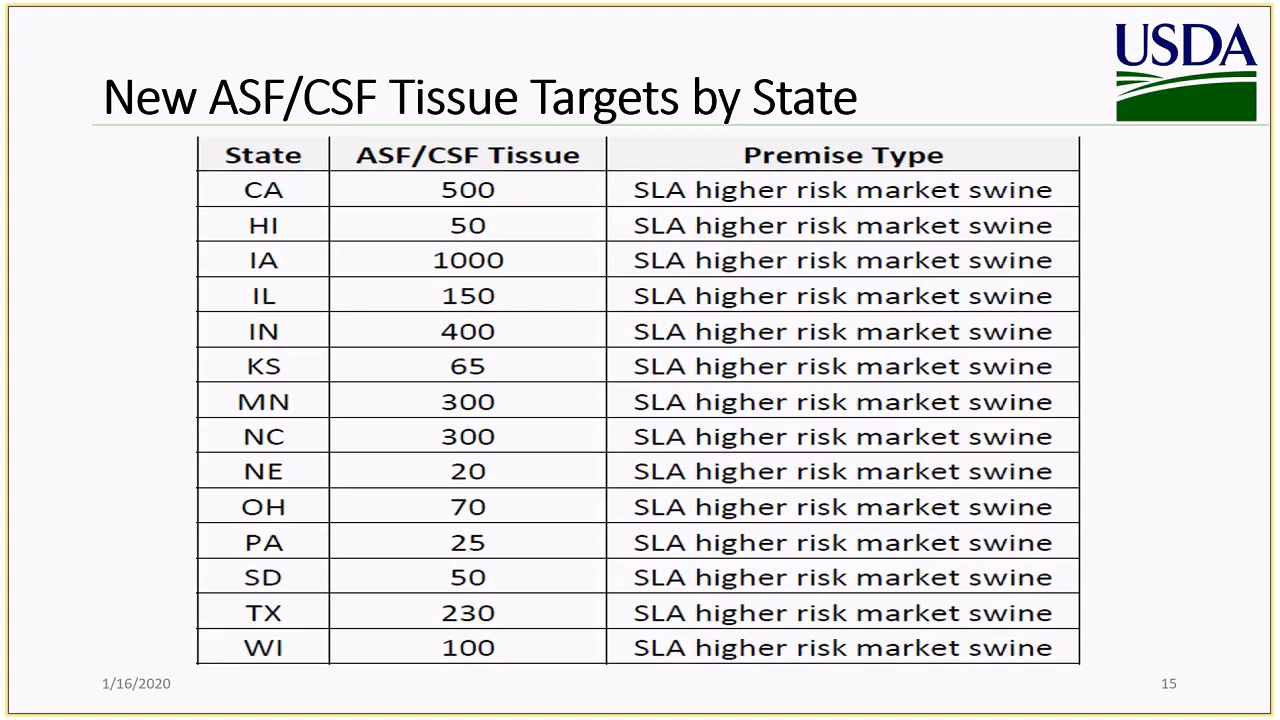 USDA
New ASF/CSF Tissue Targets by State
State ASF/CSF Tissue Premise Type
CA 500 SLA higher risk market swine
HI 50 SLA higher risk market swine
IA 1000 SLA higher risk market swine
IL 150 SLA higher risk market swine
IN 400 SLA higher risk market swine
KS 65 SLA higher risk market swine
MN 300 SLA higher risk market swine
NC 300 SLA higher risk market swine
NE 20 SLA higher risk market swine
OH 70 SLA higher risk market swine
PA 25 SLA higher risk market swine
SD 50 SLA higher risk market swine
TX 230 SLA higher risk market swine
WI 100 SLA higher risk market swine
1/16/2020 15